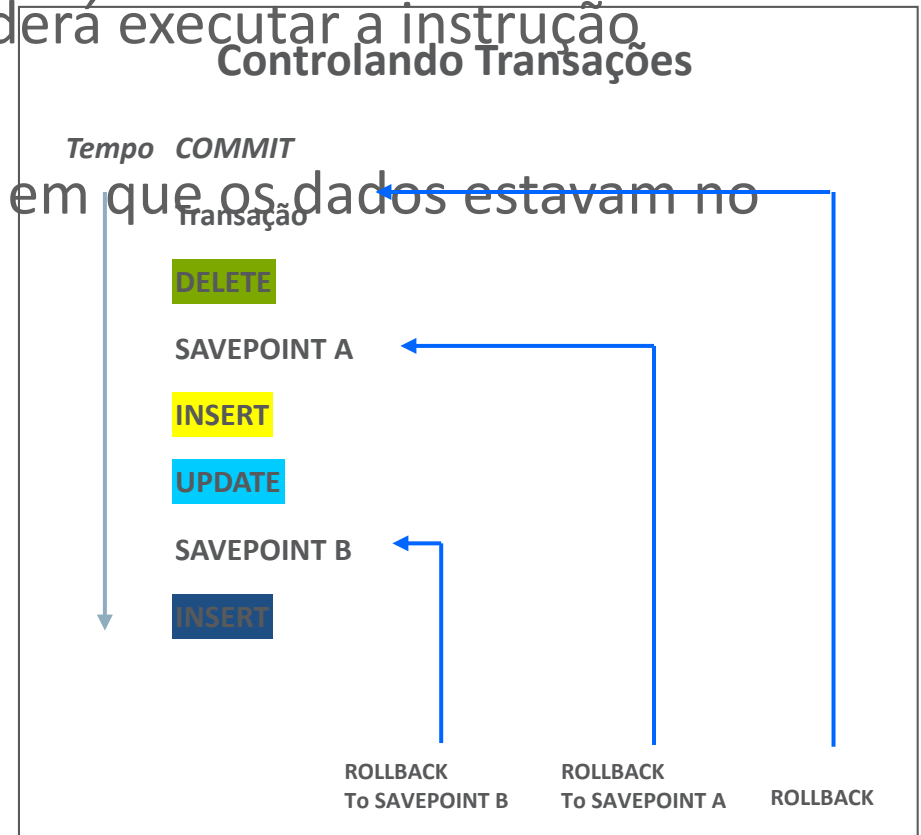 derá executar a instrução
Controlando Transações
Tempo COMMIT
em que os dados estavam no
Transação
DELETE
SAVEPOINT A
INSERT
UPDATE
SAVEPOINT B
INSERT
ROLLBACK
To SAVEPOINT B
ROLLBACK
To SAVEPOINT A
ROLLBACK